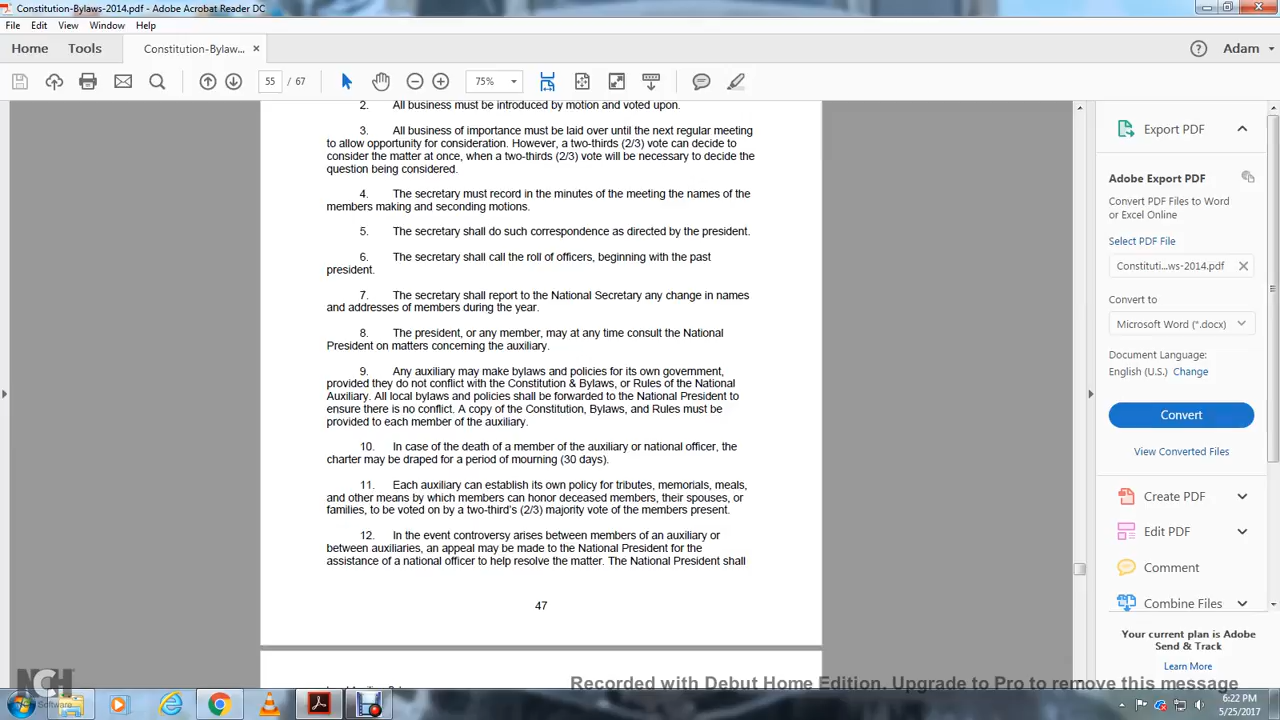 Constitution-Bylaws-2014.pdf - Adobe Acrobat Reader DC
File Edit View Window Help
Home Tools Constitution-Bylaw... × Adam
55 / 67 75%
2. All business must be introduced by motion and voted upon.
3. All business of importance must be laid over until the next regular meeting
to allow opportunity for consideration. However, a two-thirds (2/3) vote can decide to
consider the matter at once, when a two-thirds (2/3) vote will be necessary to decide the
question being considered.
4. The secretary must record in the minutes of the meeting the names of the
members making and seconding motions.
5. The secretary shall do such correspondence as directed by the president.
6. The secretary shall call the roll of officers, beginning with the past
president.
7. The secretary shall report to the National Secretary any change in names
and addresses of members during the year.
8. The president, or any member, may at any time consult the National
President on matters concerning the auxiliary.
9. Any auxiliary may make bylaws and policies for its own government,
provided they do not conflict with the Constitution & Bylaws, or Rules of the National
Auxiliary. All local bylaws and policies shall be forwarded to the National President to
ensure there is no conflict. A copy of the Constitution, Bylaws, and Rules must be
provided to each member of the auxiliary.
10. In case of the death of a member of the auxiliary or national officer, the
charter may be draped for a period of mourning (30 days).
11. Each auxiliary can establish its own policy for tributes, memorials, meals,
and other means by which members can honor deceased members, their spouses, or
families, to be voted on by a two-third's (2/3) majority vote of the members present.
12. In the event controversy arises between members of an auxiliary or
between auxiliaries, an appeal may be made to the National President for the
assistance of a national officer to help resolve the matter. The National President shall
47
Export PDF
Adobe Export PDF
Convert PDF Files to Word
or Excel Online
Select PDF File
Constituti...ws-2014.pdf
Convert to
Microsoft Word (*.docx)
Document Language:
English (U.S.) Change
Convert
View Converted Files
Create PDF
Edit PDF
Comment
Combine Files
Your current plan is Adobe
Send & Track
Learn More
NCH
Software
Recorded with Debut Home Edition. Upgrade to Pro to remove this message
6:22 PM
5/25/2017